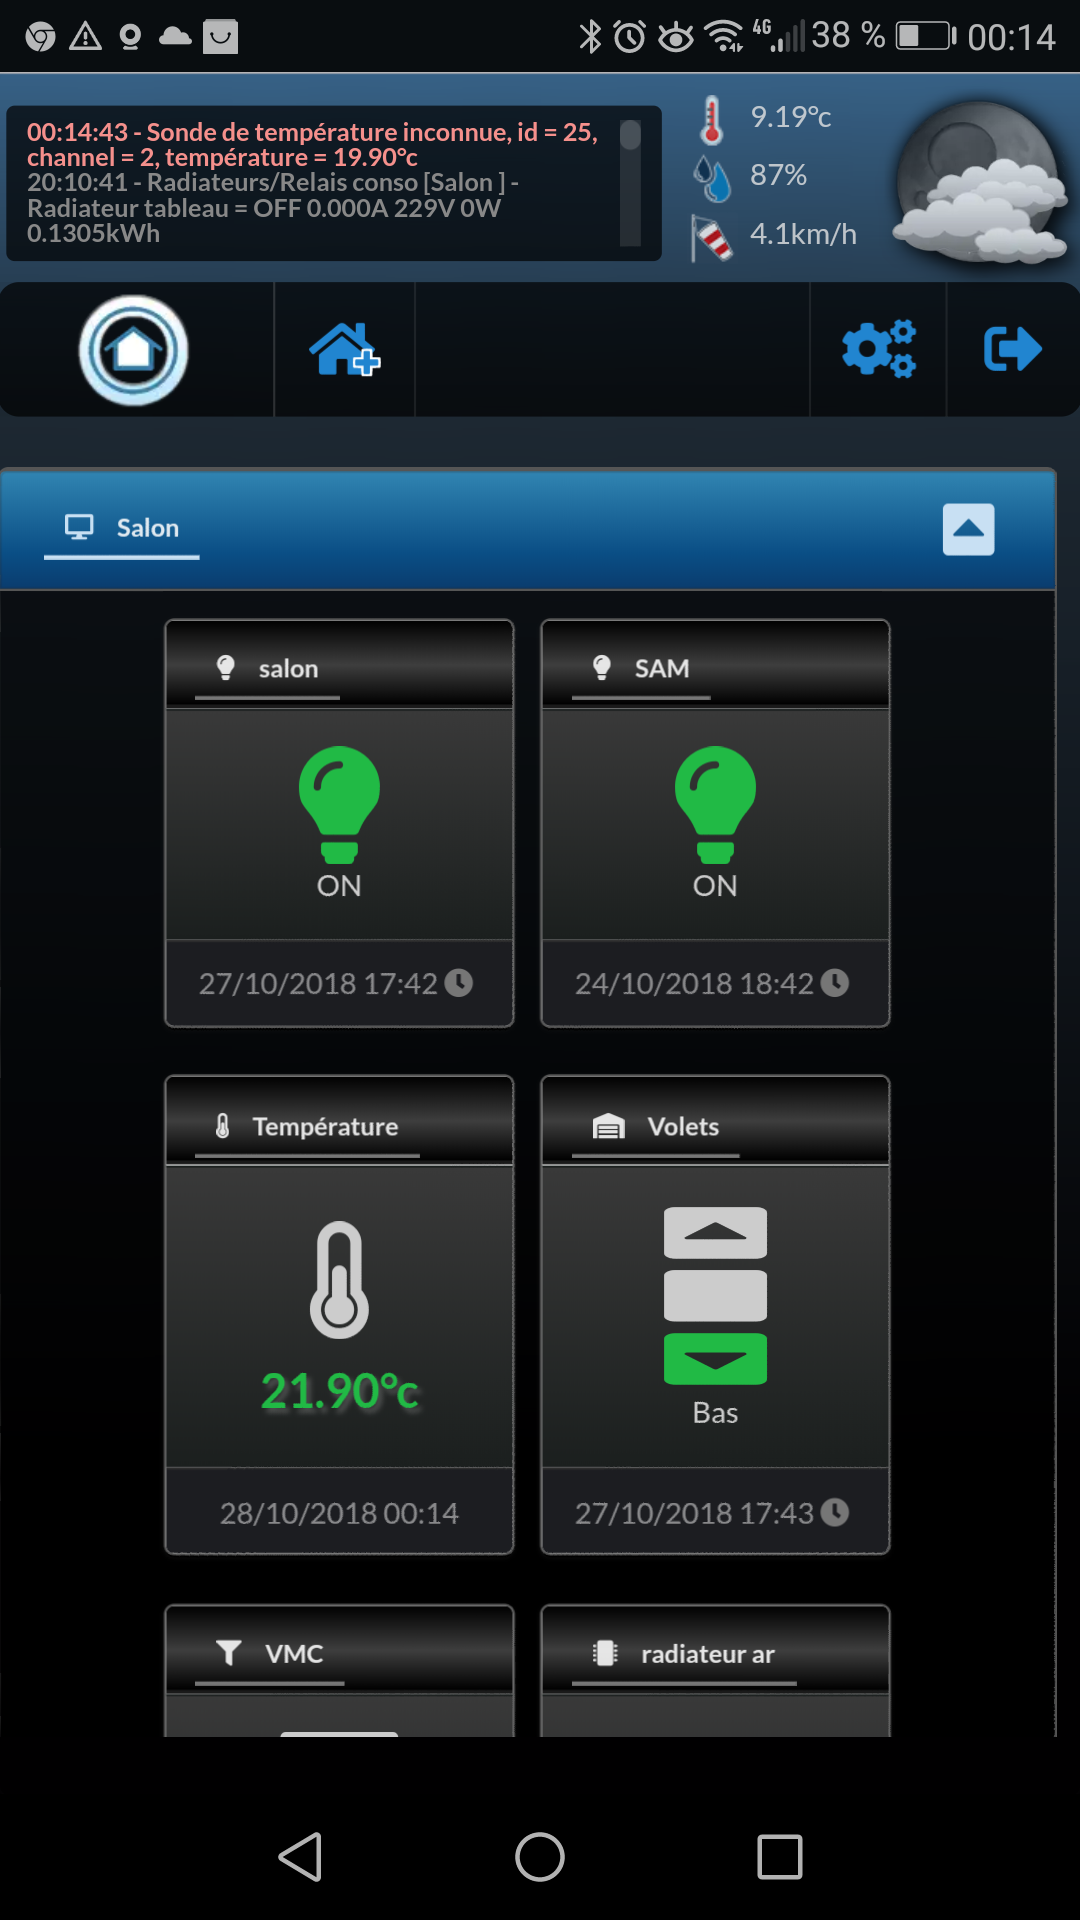 4G 38 % 00:14
00:14:43 - Sonde de température inconnue, id = 25,
channel = 2, température = 19.90°c
20:10:41 - Radiateurs/Relais conso [Salon ] -
Radiateur tableau = OFF 0.000A 229V 0W
0.1305kWh
9.19°c
87%
4.1km/h
Salon
salon
ON
27/10/2018 17:42
SAM
ON
24/10/2018 18:42
Température
21.90°c
28/10/2018 00:14
Volets
Bas
27/10/2018 17:43
VMC
radiateur ar